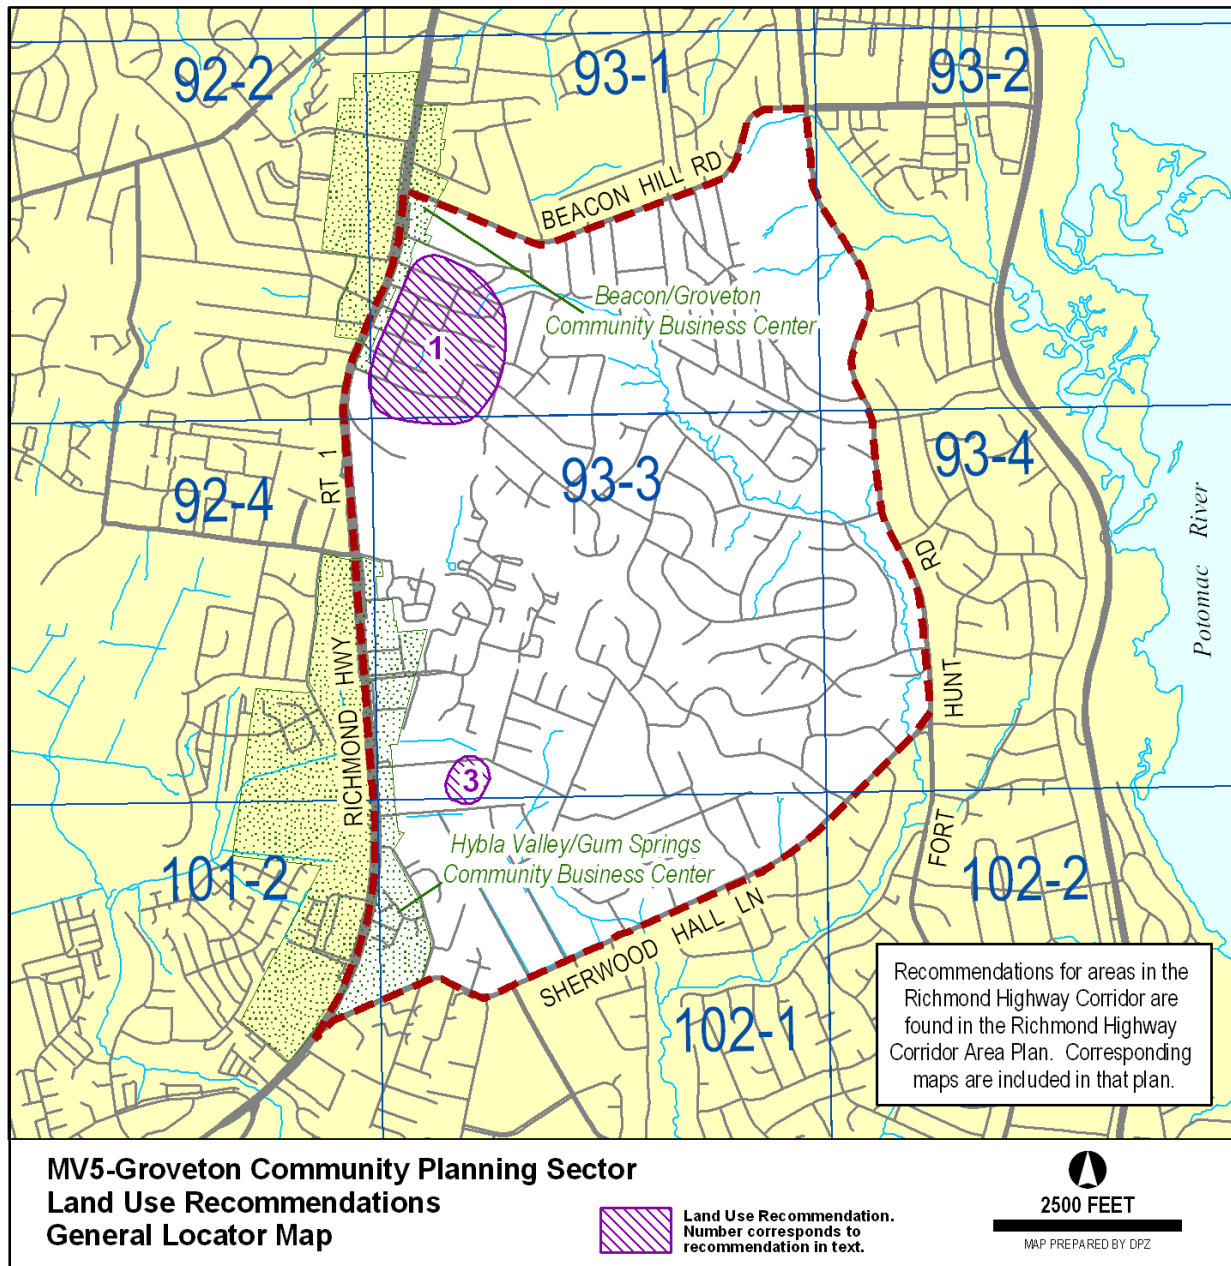 92-2
93-1
93-2
BEACON HILL RD
Beacon/Groveton
Community Business Center
1
RT 1
92-4
93-3
93-4
RD
Potomac River
HUNT
RICHMOND HWY
3
FORT
Hybla Valley/Gum Springs
Community Business Center
101-2
102-2
SHERWOOD HALL LN
102-1
Recommendations for areas in the
Richmond Highway Corridor are
found in the Richmond Highway
Corridor Area Plan. Corresponding
maps are included in that plan.
MV5-Groveton Community Planning Sector
Land Use Recommendations
General Locator Map
Land Use Recommendation.
Number corresponds to
recommendation in text.
2500 FEET
MAP PREPARED BY DPZ